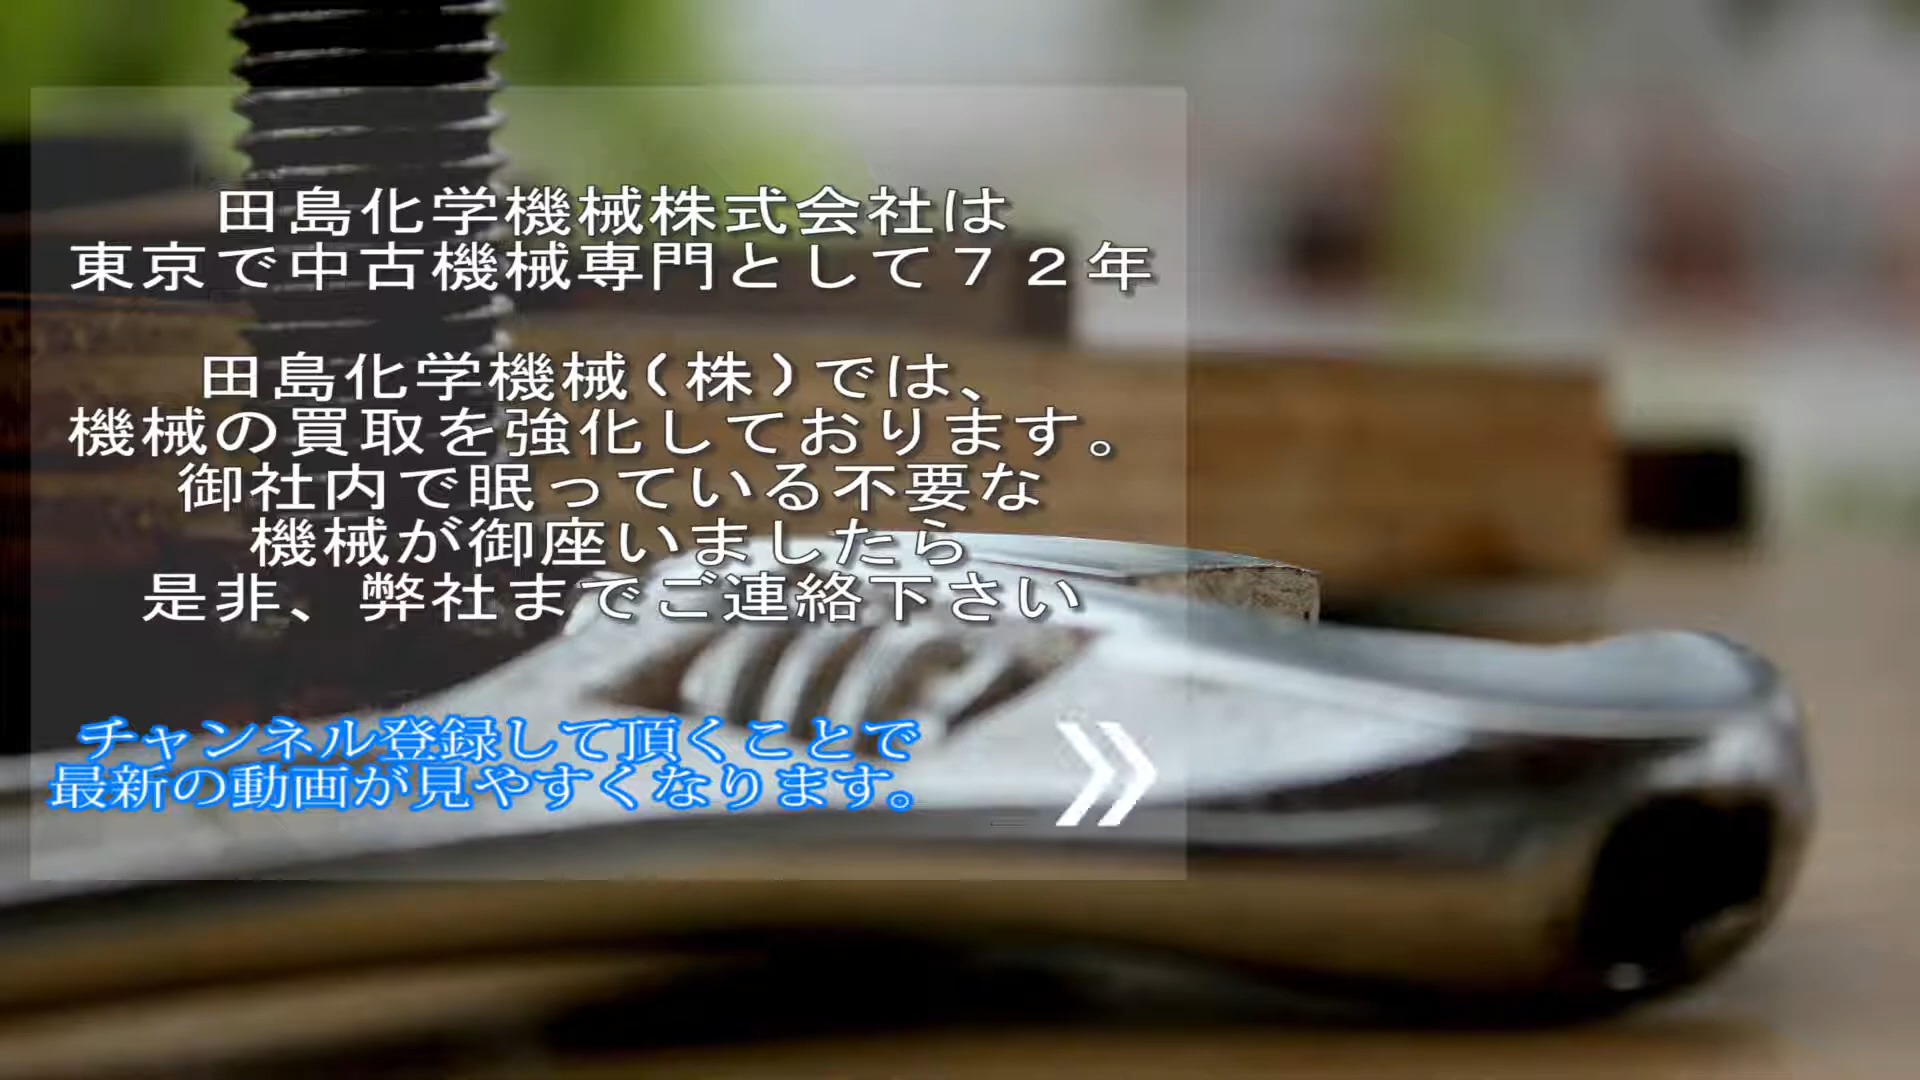 田島化学機械株式会社は
東京で中古機械専門として７２年
田島化学機械(株)では、
機械の買取を強化しております。
御社内で眠っている不要な
機械が御座いましたら
是非、弊社までご連絡下さい
チャンネル登録して頂くことで
最新の動画が見やすくなります。